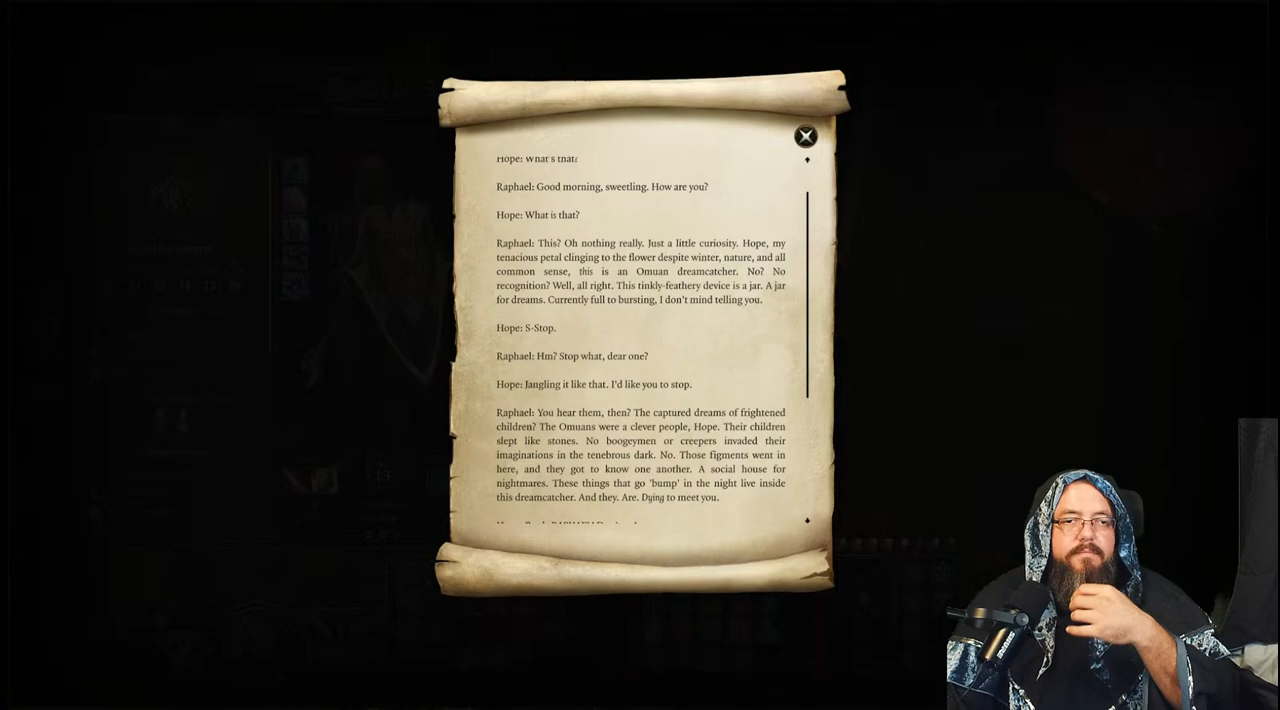 Hope: What's that?
Raphael: Good morning, sweetling. How are you?
Hope: What is that?
Raphael: This? Oh nothing really. Just a little curiosity. Hope, my
tenacious petal clinging to the flower despite winter, nature, and all
common sense, this is an Omuan dreamcatcher. No? No
recognition? Well, all right. This tinkly-feathery device is a jar. A jar
for dreams. Currently full to bursting, I don't mind telling you.
Hope: S-Stop.
Raphael: Hm? Stop what, dear one?
Hope: Jangling it like that. I'd like you to stop.
Raphael: You hear them, then? The captured dreams of frightened
children? The Omuans were a clever people, Hope. Their children
slept like stones. No boogeymen or creepers invaded their
imaginations in the tenebrous dark. No. Those figments went in
here, and they got to know one another. A social house for
nightmares. These things that go 'bump' in the night live inside
this dreamcatcher. And they. Are. Dying to meet you.